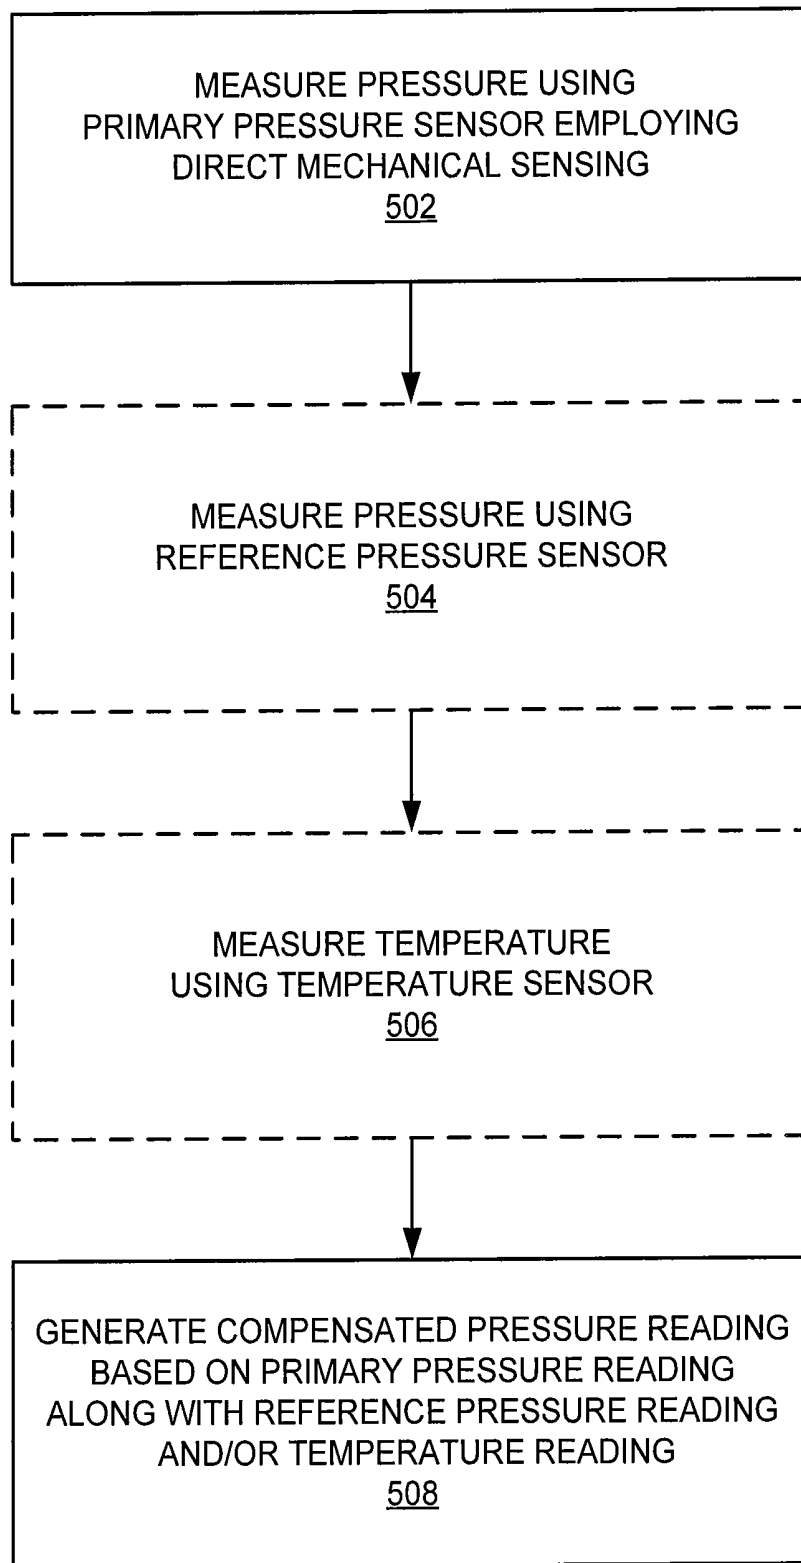 MEASURE PRESSURE USING
PRIMARY PRESSURE SENSOR EMPLOYING
DIRECT MECHANICAL SENSING
502
MEASURE PRESSURE USING
REFERENCE PRESSURE SENSOR
504
MEASURE TEMPERATURE
USING TEMPERATURE SENSOR
506
GENERATE COMPENSATED PRESSURE READING
BASED ON PRIMARY PRESSURE READING
ALONG WITH REFERENCE PRESSURE READING
AND/OR TEMPERATURE READING
508